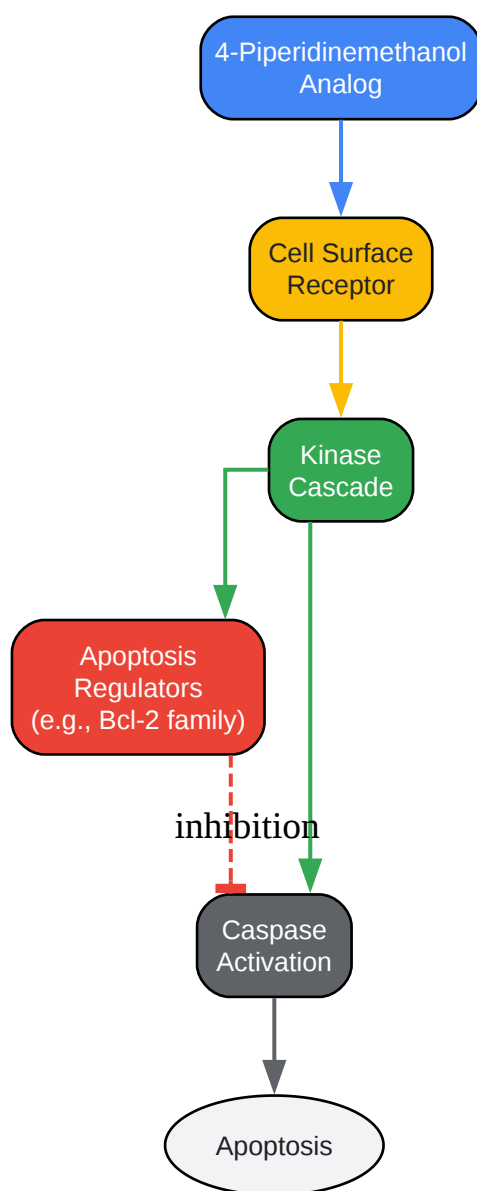 4-Piperidinemethanol
Analog
Cell Surface
Receptor
Kinase
Cascade
Apoptosis
Regulators
(e.g., Bcl-2 family)
inhibition
Caspase
Activation
Apoptosis